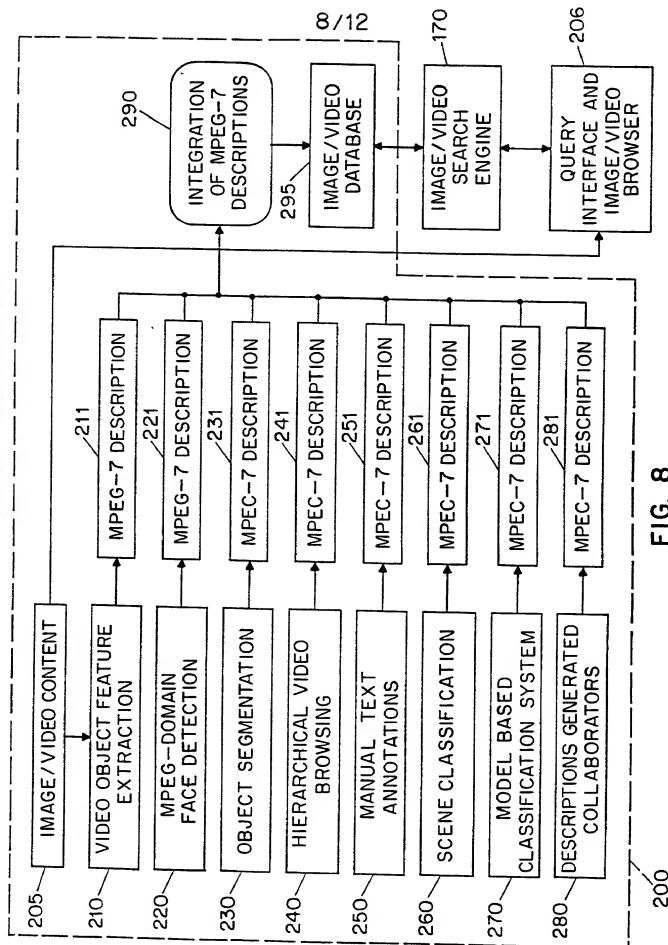 8/12
205
IMAGE/VIDEO CONTENT
210
VIDEO OBJECT FEATURE
EXTRACTION
211
MPEG-7 DESCRIPTION
220
MPEG-DOMAIN
FACE DETECTION
221
MPEG-7 DESCRIPTION
230
OBJECT SEGMENTATION
231
MPEC-7 DESCRIPTION
240
HIERARCHICAL VIDEO
BROWSING
241
MPEC-7 DESCRIPTION
250
MANUAL TEXT
ANNOTATIONS
251
MPEC-7 DESCRIPTION
260
SCENE CLASSIFICATION
261
MPEC-7 DESCRIPTION
270
MODEL BASED
CLASSIFICATION SYSTEM
271
MPEC-7 DESCRIPTION
280
DESCRIPTIONS GENERATED
COLLABORATORS
281
MPEC-7 DESCRIPTION
290
INTEGRATION
OF MPEG-7
DESCRIPTIONS
295
IMAGE/VIDEO
DATABASE
170
IMAGE/VIDEO
SEARCH
ENGINE
206
QUERY
INTERFACE AND
IMAGE/VIDEO
BROWSER
200
FIG. 8